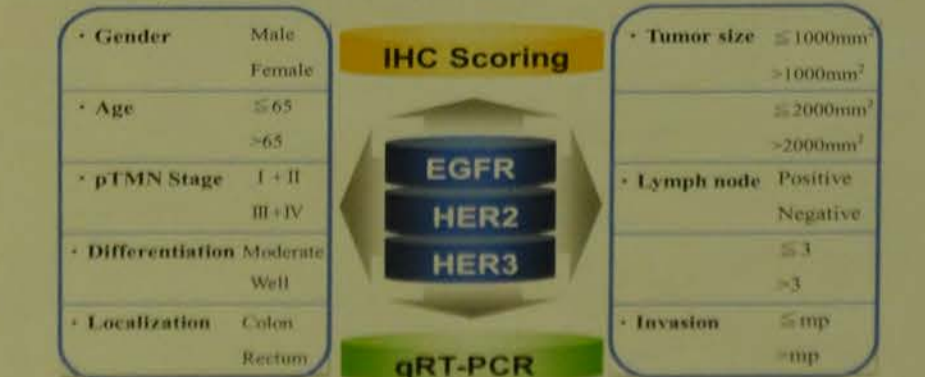 · Gender Male
Female
· Age ≦65
>65
· pTMN Stage I + II
III + IV
· Differentiation Moderate
Well
· Localization Colon
Rectum
IHC Scoring
EGFR
HER2
HER3
qRT-PCR
· Tumor size ≦1000mm²
>1000mm²
≦2000mm²
>2000mm²
· Lymph node Positive
Negative
≦3
>3
· Invasion ≦mp
>mp